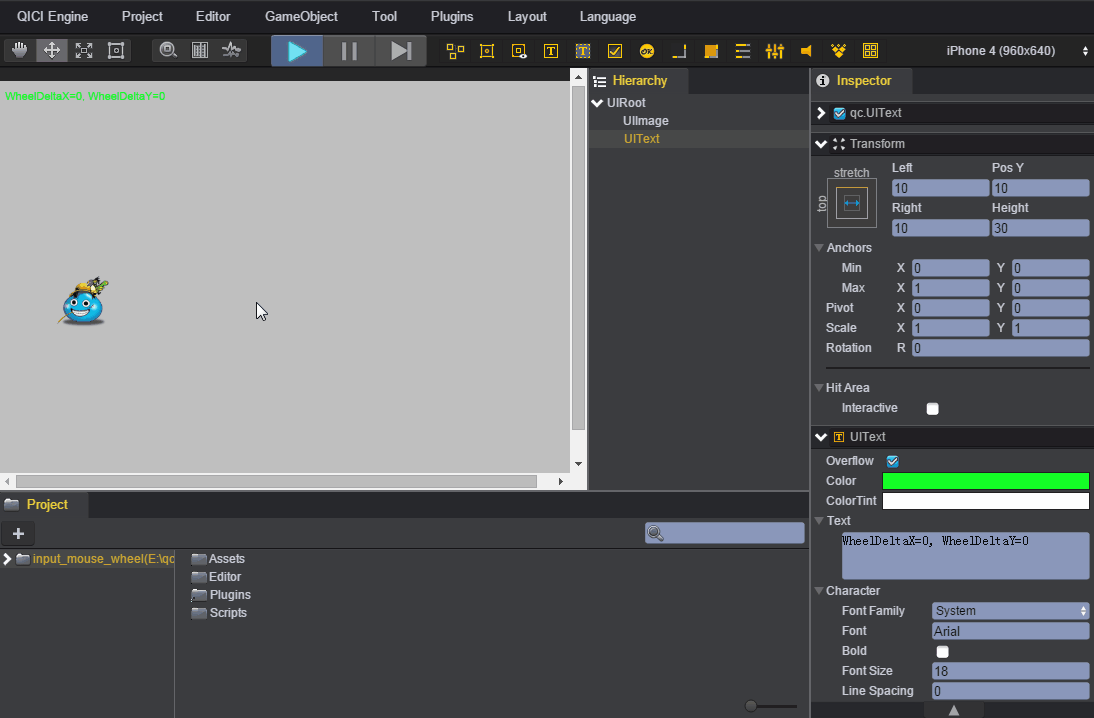 QICI Engine Project Editor GameObject Tool Plugins Layout Language
iPhone 4 (960x640)
WheelDeltaX=0, WheelDeltaY=0
Hierarchy
UIRoot
UIImage
UIText
Inspector
qc.UIText
Transform
stretch
top
Left Pos Y
10 10
Right Height
10 30
Anchors
Min X 0 Y 0
Max X 1 Y 0
Pivot X 0 Y 0
Scale X 1 Y 1
Rotation R 0
Hit Area
Interactive
UIText
Overflow
Color
ColorTint
Text
WheelDeltaX=0, WheelDeltaY=0
Character
Font Family System
Font Arial
Bold
Font Size 18
Line Spacing 0
Project
input_mouse_wheel(E:\qc
Assets
Editor
Plugins
Scripts